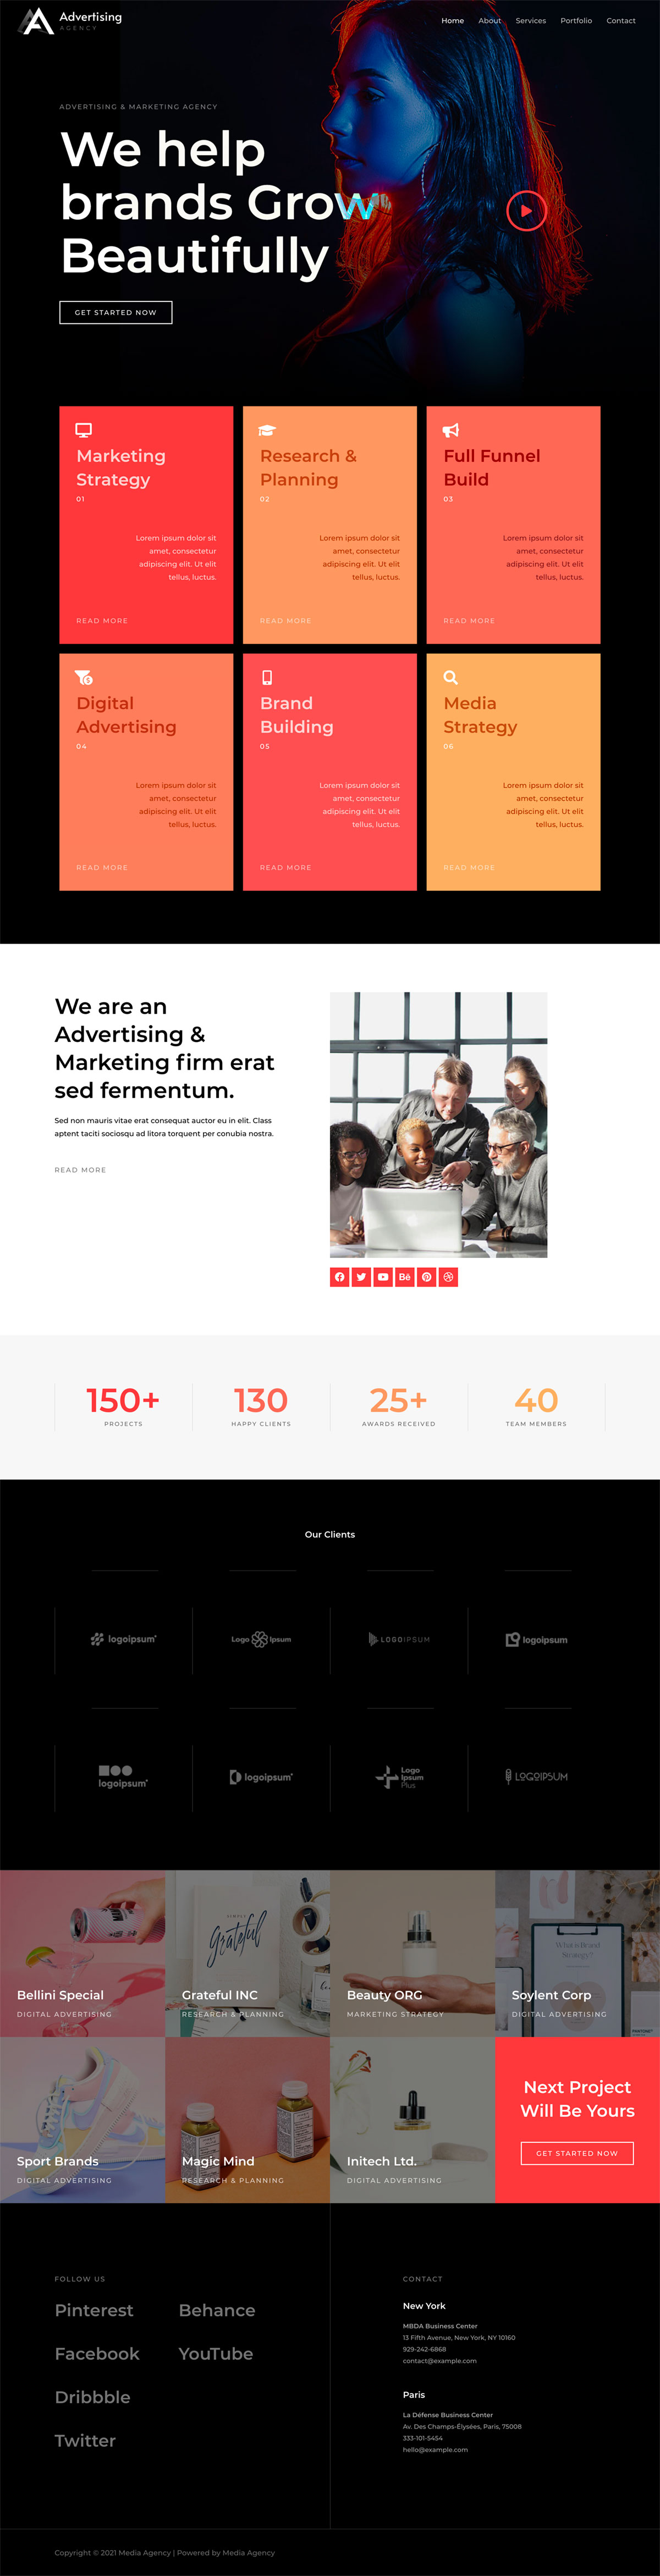 Advertising
AGENCY
Home About Services Portfolio Contact
ADVERTISING & MARKETING AGENCY
We help
brands Grow
Beautifully
GET STARTED NOW
Marketing
Strategy
01
Lorem ipsum dolor sit
amet, consectetur
adipiscing elit. Ut elit
tellus, luctus.
READ MORE
Research &
Planning
02
Lorem ipsum dolor sit
amet, consectetur
adipiscing elit. Ut elit
tellus, luctus.
READ MORE
Full Funnel
Build
03
Lorem ipsum dolor sit
amet, consectetur
adipiscing elit. Ut elit
tellus, luctus.
READ MORE
Digital
Advertising
04
Lorem ipsum dolor sit
amet, consectetur
adipiscing elit. Ut elit
tellus, luctus.
READ MORE
Brand
Building
05
Lorem ipsum dolor sit
amet, consectetur
adipiscing elit. Ut elit
tellus, luctus.
READ MORE
Media
Strategy
06
Lorem ipsum dolor sit
amet, consectetur
adipiscing elit. Ut elit
tellus, luctus.
READ MORE
We are an
Advertising &
Marketing firm erat
sed fermentum.
Sed non mauris vitae erat consequat auctor eu in elit. Class
aptent taciti sociosqu ad litora torquent per conubia nostra.
READ MORE
Bē
150+
PROJECTS
130
HAPPY CLIENTS
25+
AWARDS RECEIVED
40
TEAM MEMBERS
Our Clients
logoipsum
Logo Ipsum
LOGOIPSUM
logoipsum
logoipsum
logoipsum
Logo
Ipsum
Plus
LOGOIPSUM
SIMPLY
Grateful
Bellini Special
DIGITAL ADVERTISING
Grateful INC
RESEARCH & PLANNING
Beauty ORG
MARKETING STRATEGY
What is Brand
Strategy?
PANTONE
Soylent Corp
DIGITAL ADVERTISING
Sport Brands
DIGITAL ADVERTISING
Magic Mind
RESEARCH & PLANNING
Initech Ltd.
DIGITAL ADVERTISING
Next Project
Will Be Yours
GET STARTED NOW
FOLLOW US
Pinterest
Behance
Facebook
YouTube
Dribbble
Twitter
CONTACT
New York
MBDA Business Center
13 Fifth Avenue, New York, NY 10160
929-242-6868
contact@example.com
Paris
La Défense Business Center
Av. Des Champs-Élysées, Paris, 75008
333-101-5454
hello@example.com
Copyright © 2021 Media Agency | Powered by Media Agency